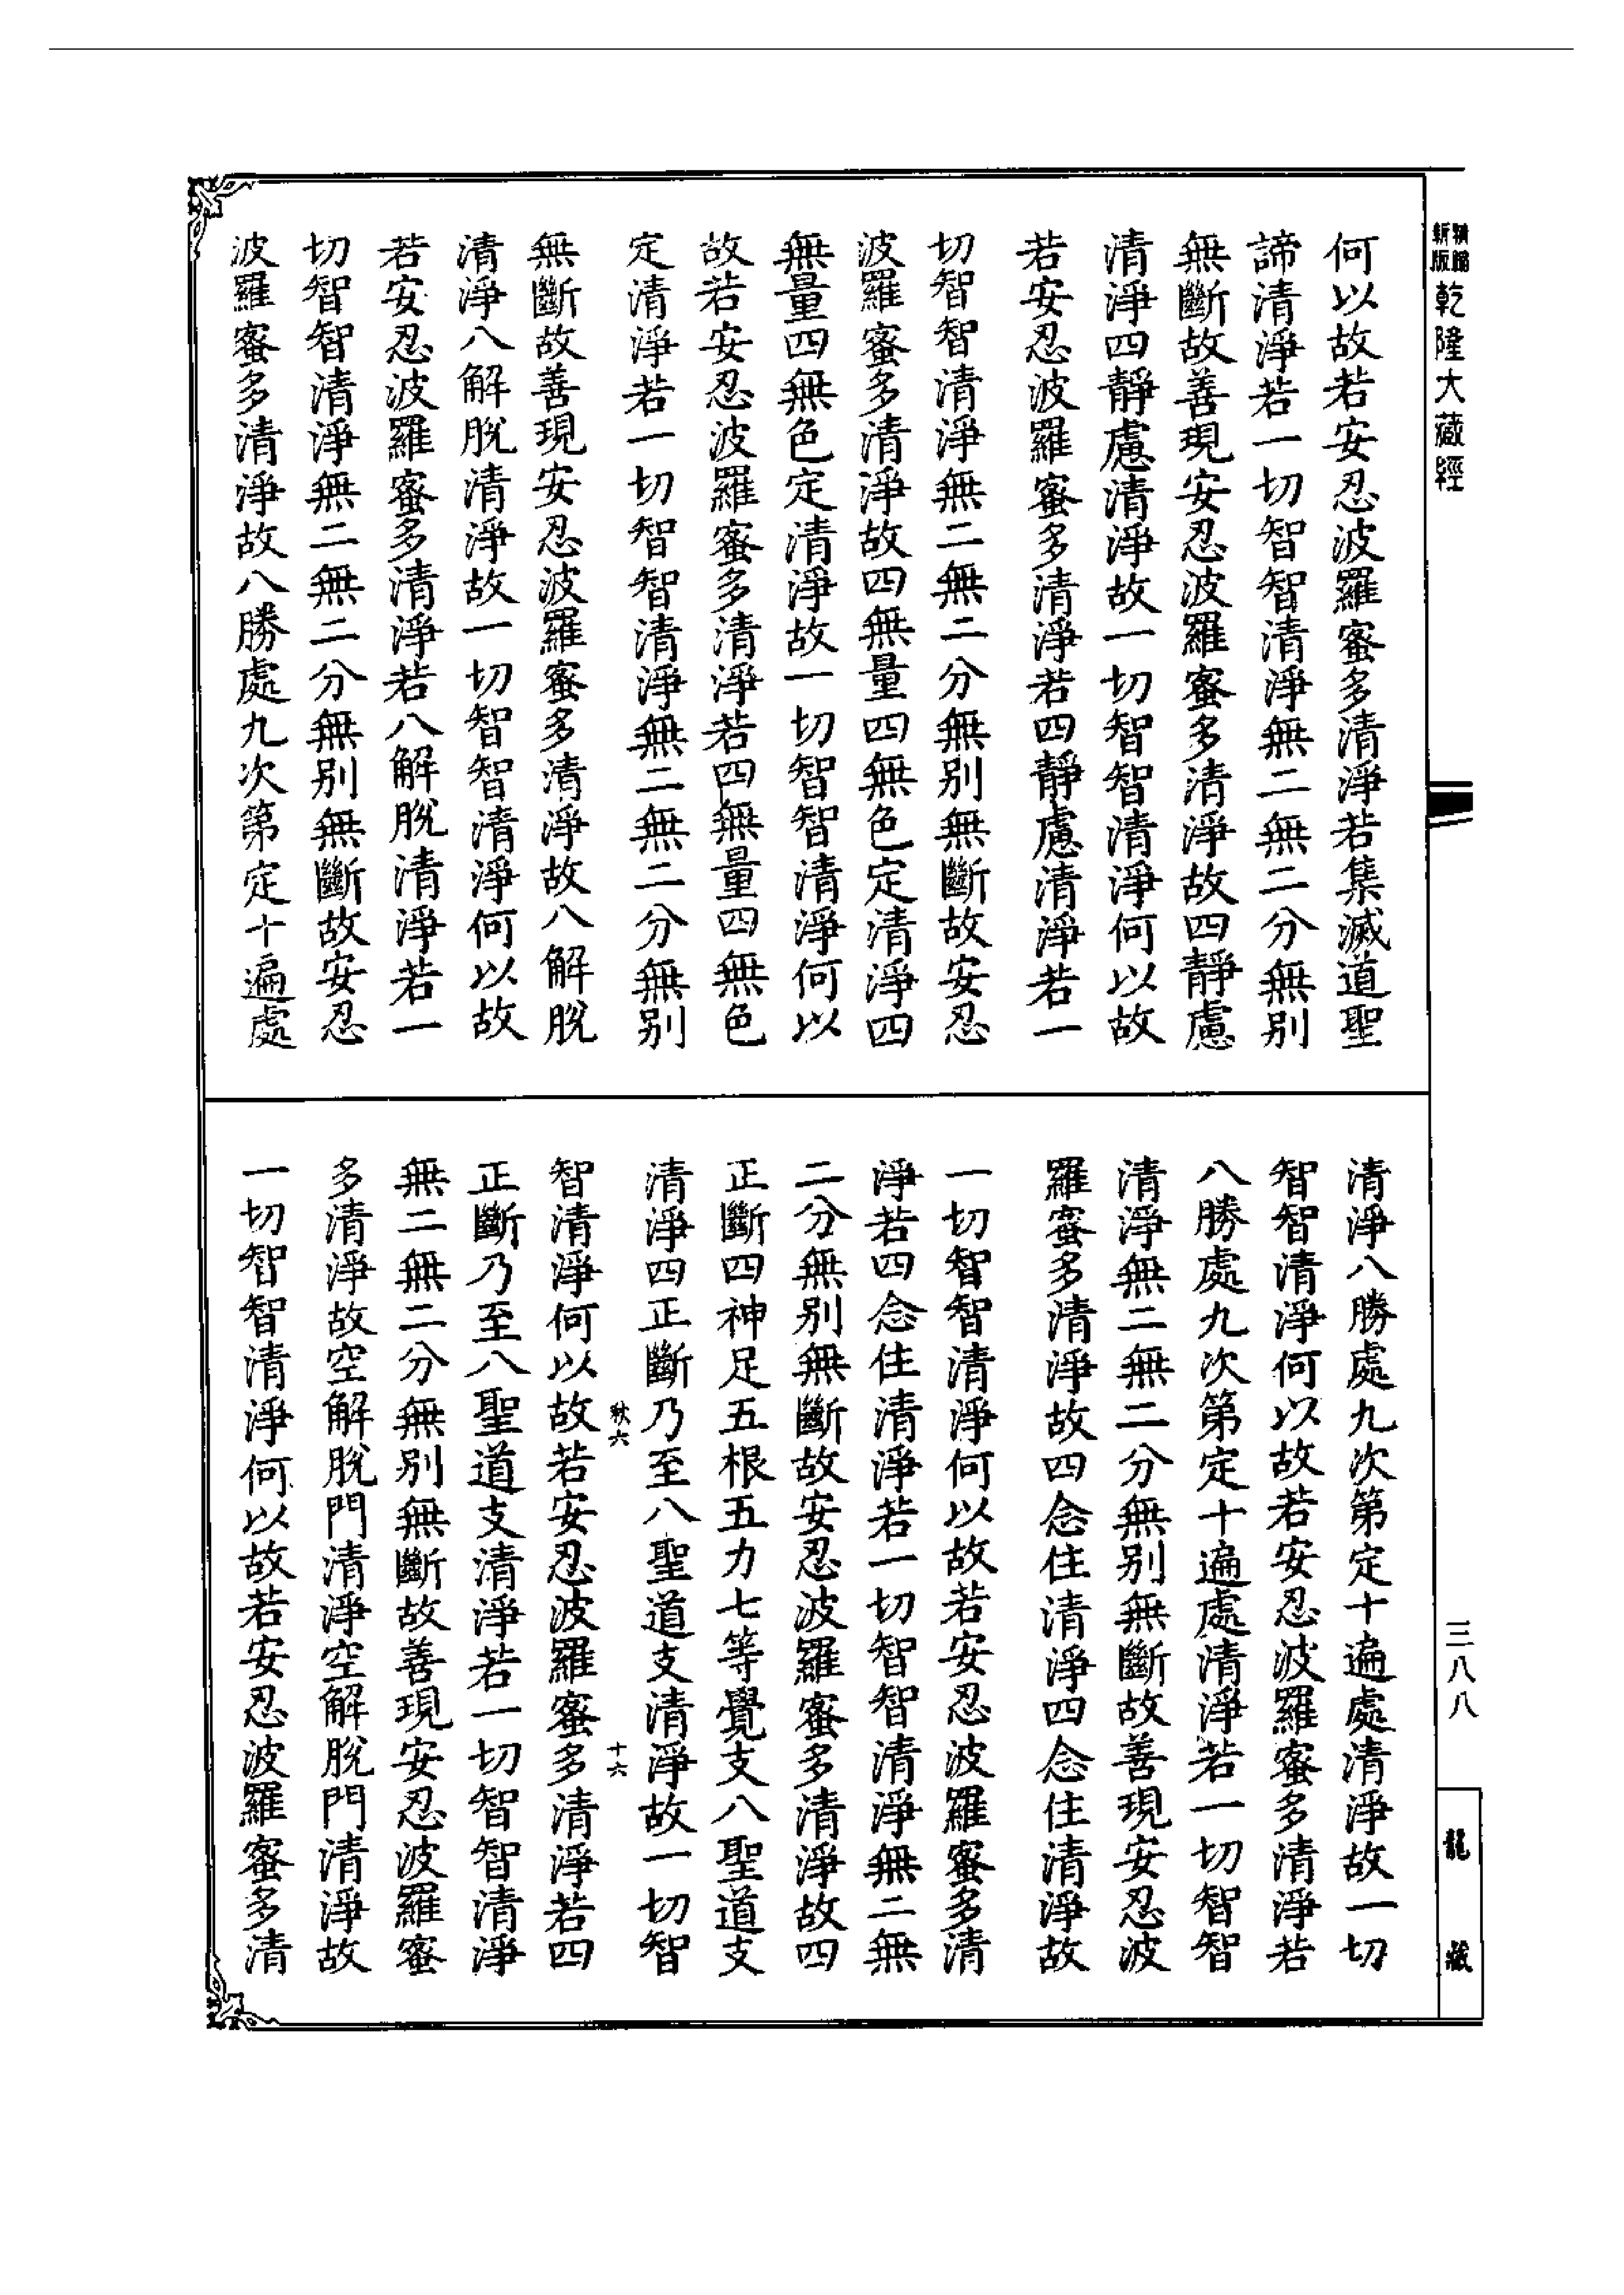 新編
新版
乾隆大藏經
何以故若安忍波羅蜜多清淨若集滅道聖
諦清淨若一切智智清淨無二無二分無別
無斷故善現安忍波羅蜜多清淨故四靜慮
清淨四靜慮清淨故一切智智清淨何以故
若安忍波羅蜜多清淨若四靜慮清淨若一
切智智清淨無二無二分無別無斷故安忍
波羅蜜多清淨故四無量四無色定清淨四
無量四無色定清淨故一切智智清淨何以
故若安忍波羅蜜多清淨若四無量四無色
定清淨若一切智智清淨無二無二分無別
無斷故善現安忍波羅蜜多清淨故八解脫
清淨八解脫清淨故一切智智清淨何以故
若安忍波羅蜜多清淨若八解脫清淨若一
切智智清淨無二無二分無別無斷故安忍
波羅蜜多清淨故八勝處九次第定十遍處
清淨八勝處九次第定十遍處清淨故一切
智智清淨何以故若安忍波羅蜜多清淨若
八勝處九次第定十遍處清淨若一切智智
清淨無二無二分無別無斷故善現安忍波
羅蜜多清淨故四念住清淨四念住清淨故
一切智智清淨何以故若安忍波羅蜜多清
淨若四念住清淨若一切智智清淨無二無
二分無別無斷故安忍波羅蜜多清淨故四
正斷四神足五根五力七等覺支八聖道支
清淨四正斷乃至八聖道支清淨故一切智
秋六
十六
智清淨何以故若安忍波羅蜜多清淨若四
正斷乃至八聖道支清淨若一切智智清淨
無二無二分無別無斷故善現安忍波羅蜜
多清淨故空解脫門清淨空解脫門清淨故
一切智智清淨何以故若安忍波羅蜜多清
三八八
龍藏